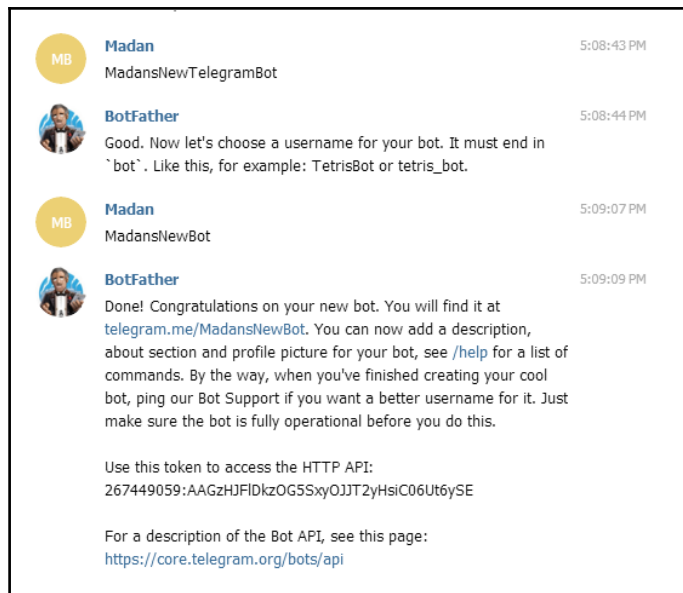 MB
Madan
5:08:43 PM
MadansNewTelegramBot
BotFather
5:08:44 PM
Good. Now let's choose a username for your bot. It must end in
`bot`. Like this, for example: TetrisBot or tetris_bot.
MB
Madan
5:09:07 PM
MadansNewBot
BotFather
5:09:09 PM
Done! Congratulations on your new bot. You will find it at
telegram.me/MadansNewBot. You can now add a description,
about section and profile picture for your bot, see /help for a list of
commands. By the way, when you've finished creating your cool
bot, ping our Bot Support if you want a better username for it. Just
make sure the bot is fully operational before you do this.
Use this token to access the HTTP API:
267449059:AAGzHJFlDkzOG5SxyOJJT2yHsiC06Ut6ySE
For a description of the Bot API, see this page:
https://core.telegram.org/bots/api